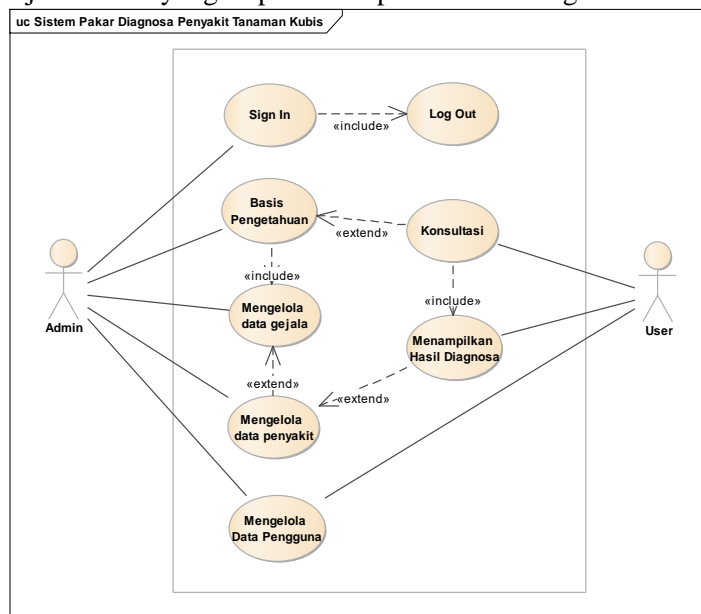 uc Sistem Pakar Diagnosa Penyakit Tanaman Kubis
Sign In
«include»
Log Out
Basis
Pengetahuan
«extend»
Konsultasi
«include»
«include»
Admin
Mengelola
data gejala
Menampilkan
Hasil Diagnosa
User
«extend»
«extend»
Mengelola
data penyakit
Mengelola
Data Pengguna